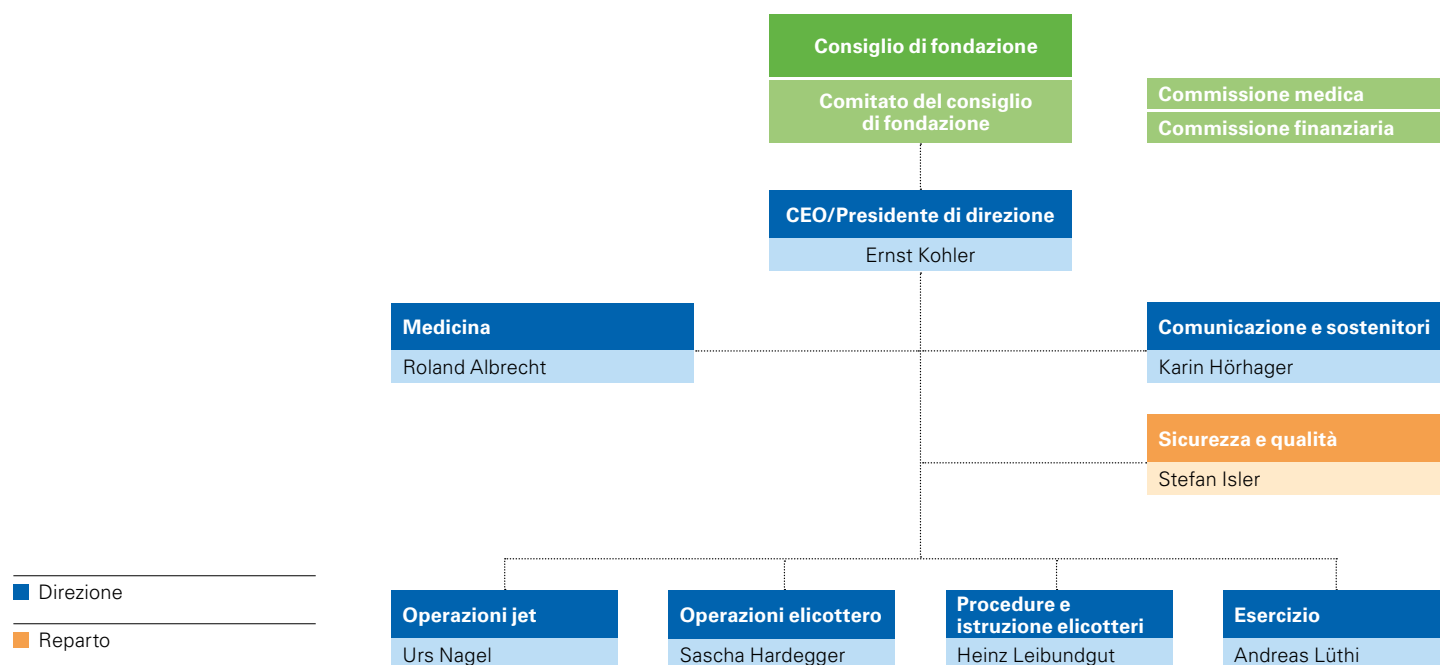 Consiglio di fondazione
Comitato del consiglio
di fondazione
Commissione medica
Commissione finanziaria
CEO/Presidente di direzione
Ernst Kohler
Medicina
Roland Albrecht
Comunicazione e sostenitori
Karin Hörhager
Sicurezza e qualità
Stefan Isler
Direzione
Reparto
Operazioni jet
Urs Nagel
Operazioni elicottero
Sascha Hardegger
Procedure e
istruzione elicotteri
Heinz Leibundgut
Esercizio
Andreas Lüthi